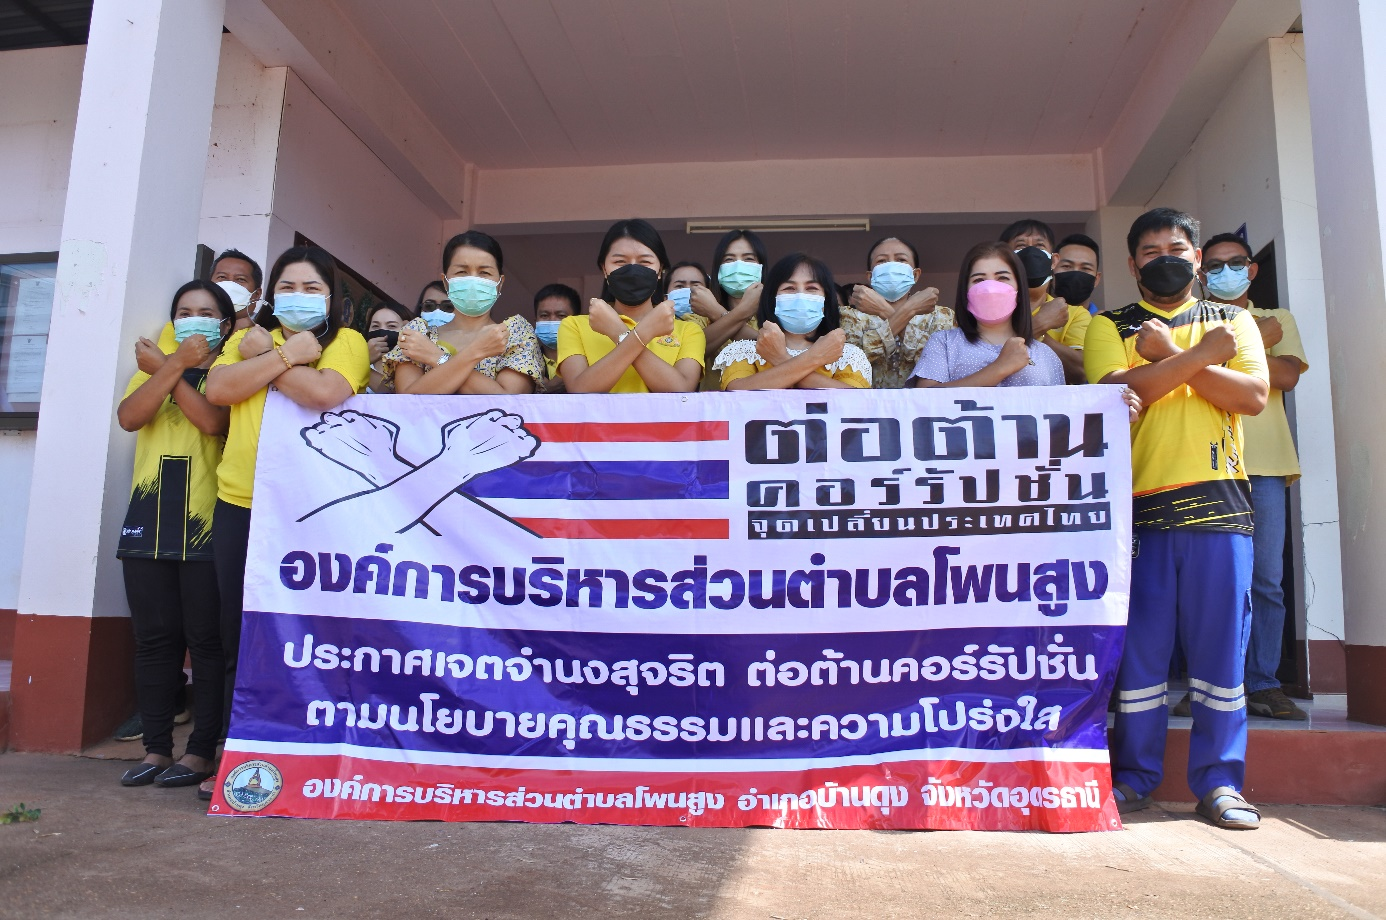 ต่อต้าน
คอร์รัปชั่น
จุดเปลี่ยนประเทศไทย
องค์การบริหารส่วนตำบลโพนสูง
ประกาศเจตจำนงสุจริต ต่อต้านคอร์รัปชั่น
ตามนโยบายคุณธรรมและความโปร่งใส
องค์การบริหารส่วนตำบลโพนสูง อำเภอบ้านดุง จังหวัดอุดรธานี